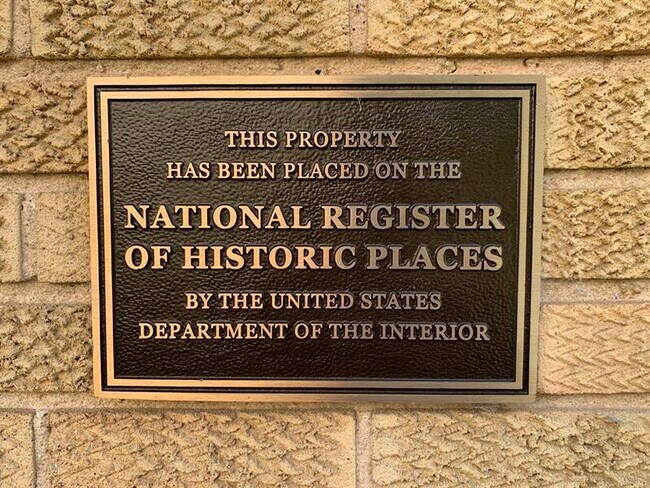 THIS PROPERTY
HAS BEEN PLACED ON THE
NATIONAL REGISTER
OF HISTORIC PLACES
BY THE UNITED STATES
DEPARTMENT OF THE INTERIOR